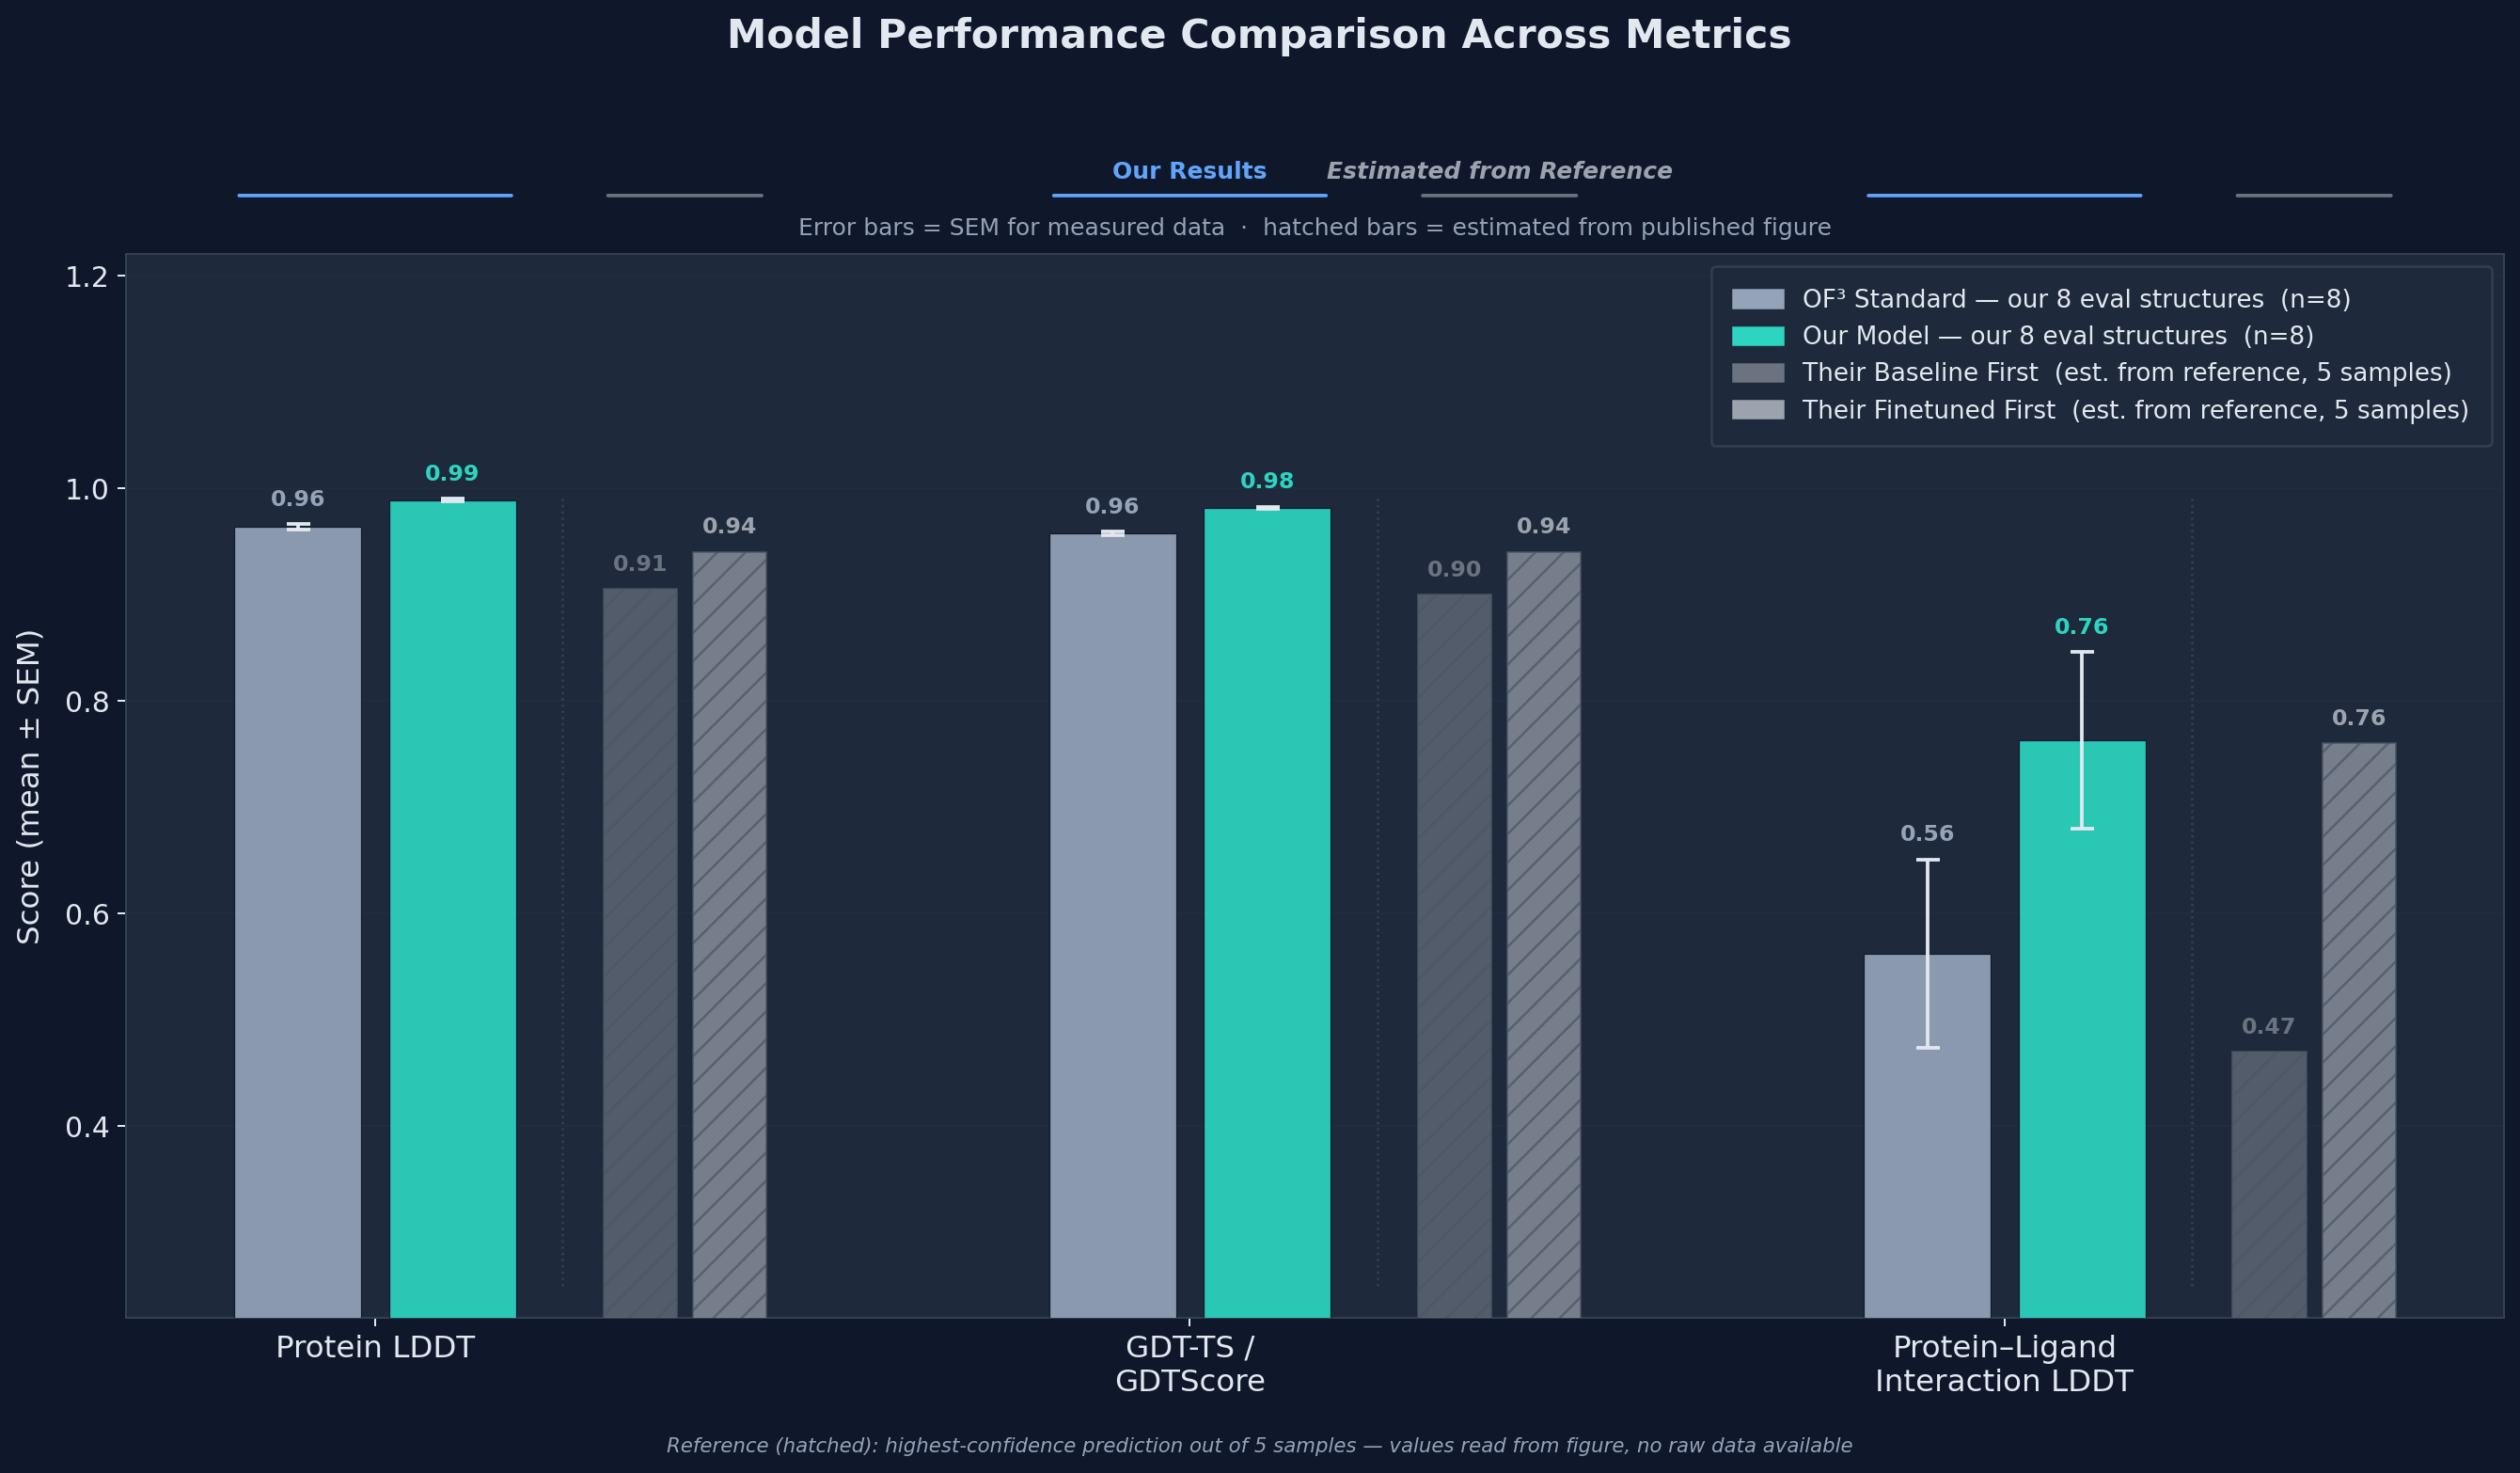 Model Performance Comparison Across Metrics
Our Results
Estimated from Reference
Error bars = SEM for measured data · hatched bars = estimated from published figure
OF³ Standard — our 8 eval structures (n=8)
Our Model — our 8 eval structures (n=8)
Their Baseline First (est. from reference, 5 samples)
Their Finetuned First (est. from reference, 5 samples)
Score (mean ± SEM)
1.2
1.0
0.8
0.6
0.4
0.96
0.99
0.91
0.94
0.96
0.98
0.90
0.94
0.56
0.76
0.47
0.76
Protein LDDT
GDT-TS /
GDTScore
Protein–Ligand
Interaction LDDT
Reference (hatched): highest-confidence prediction out of 5 samples — values read from figure, no raw data available